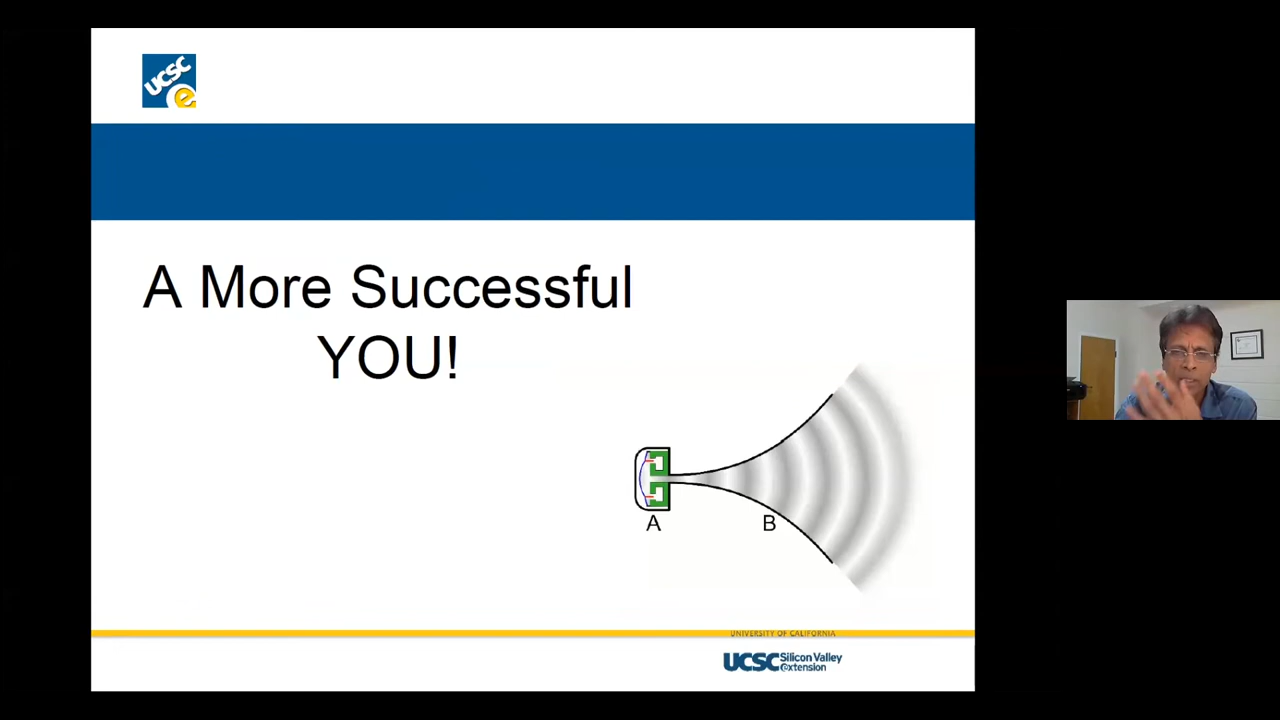 UCSC
e
A More Successful
YOU!
A
B
UNIVERSITY OF CALIFORNIA
UCSC Silicon Valley
extension